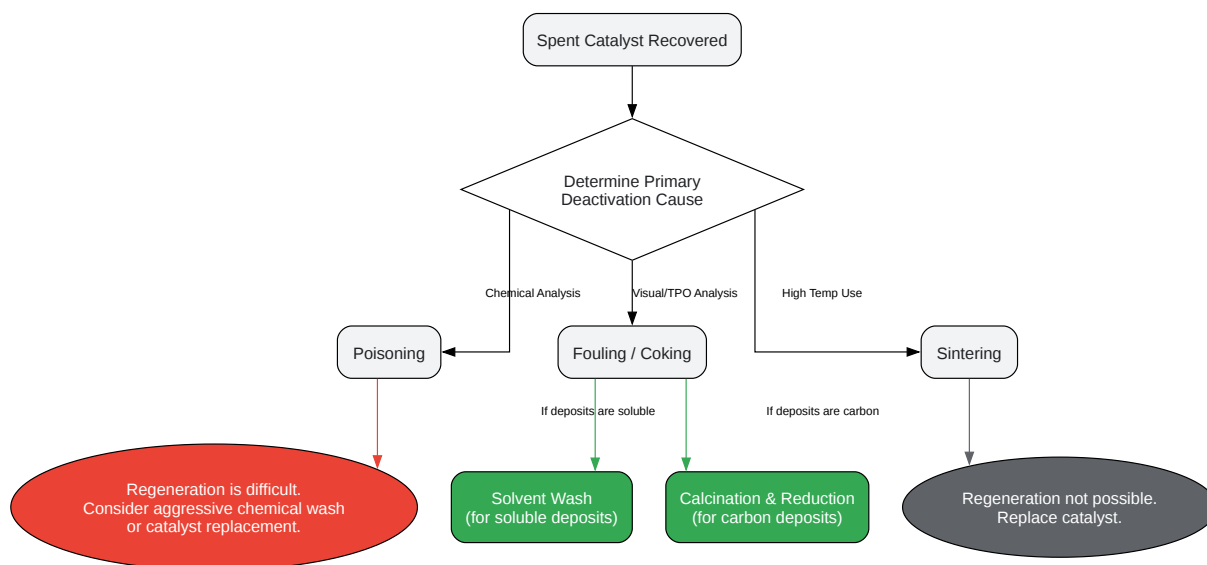 Spent Catalyst Recovered
Determine Primary
Deactivation Cause
Chemical Analysis
Visual/TPO Analysis
High Temp Use
Poisoning
Fouling / Coking
Sintering
If deposits are soluble
If deposits are carbon
Regeneration is difficult.
Consider aggressive chemical wash
or catalyst replacement.
Solvent Wash
(for soluble deposits)
Calcination & Reduction
(for carbon deposits)
Regeneration not possible.
Replace catalyst.